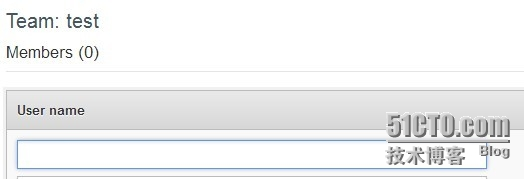 Team: test
Members (0)
User name
51CTO.com
技术博客 Blog